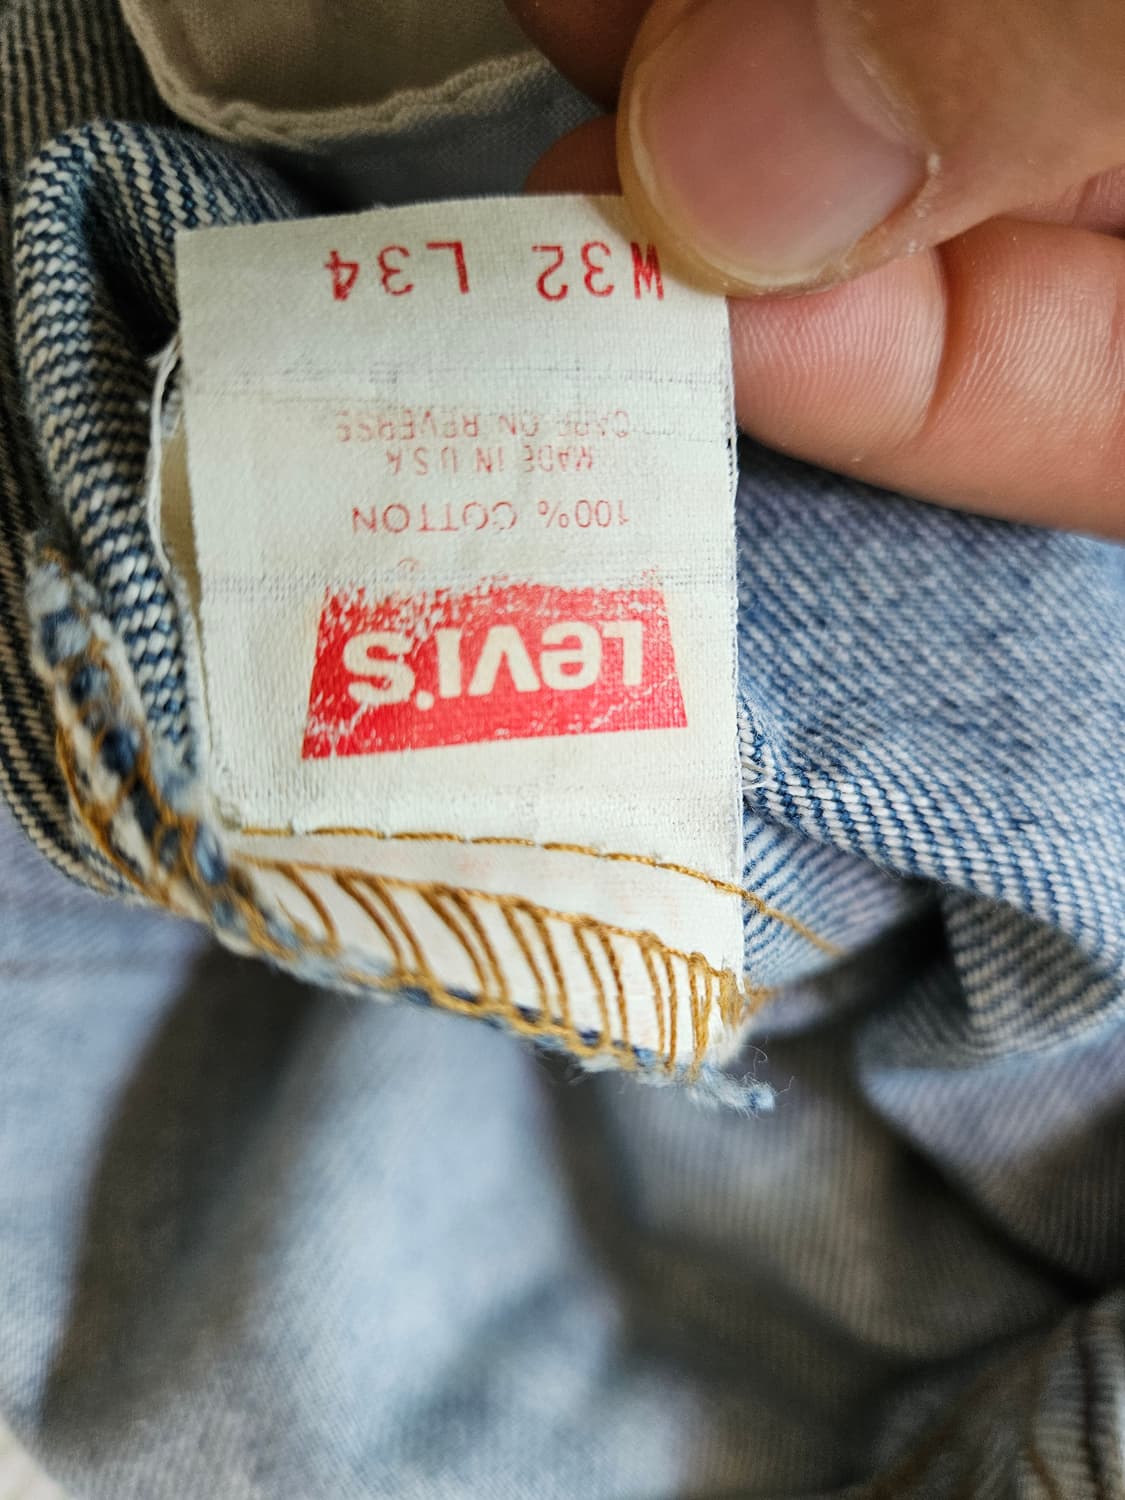 LEVI'S
100% COTTON
MADE IN U.S.A
CARE ON REVERSE
W32 L34